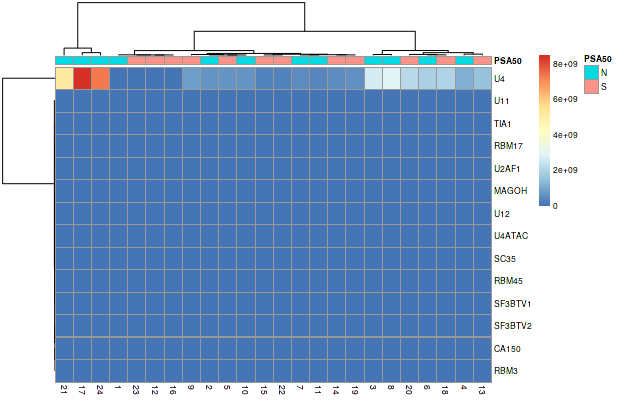 PSA50
U4
U11
TIA1
RBM17
U2AF1
MAGOH
U12
U4ATAC
SC35
RBM45
SF3BTV1
SF3BTV2
CA150
RBM3
21 17 24 1 23 12 16 9 2 5 10 15 22 7 11 14 19 3 8 20 6 18 4 13
8e+09
6e+09
4e+09
2e+09
0
PSA50
N
S